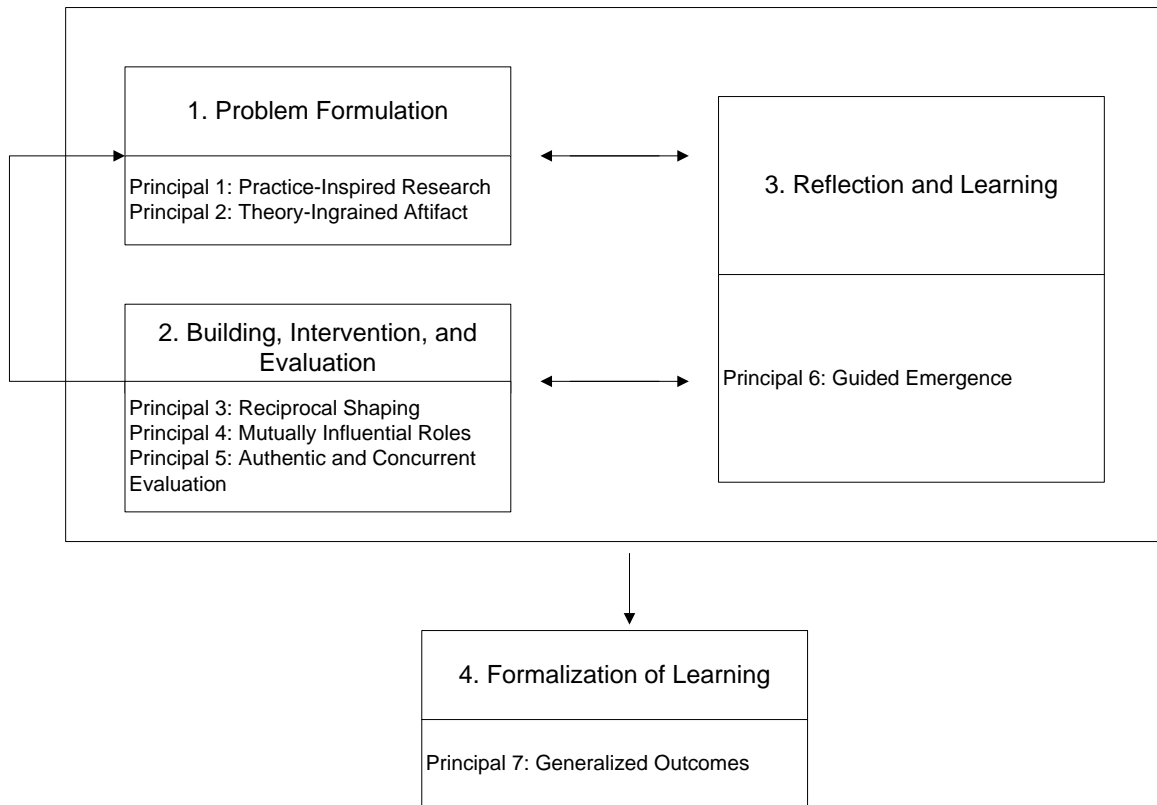 1. Problem Formulation
Principal 1: Practice-Inspired Research
Principal 2: Theory-Ingrained Aftifact
2. Building, Intervention, and
Evaluation
Principal 3: Reciprocal Shaping
Principal 4: Mutually Influential Roles
Principal 5: Authentic and Concurrent
Evaluation
3. Reflection and Learning
Principal 6: Guided Emergence
4. Formalization of Learning
Principal 7: Generalized Outcomes